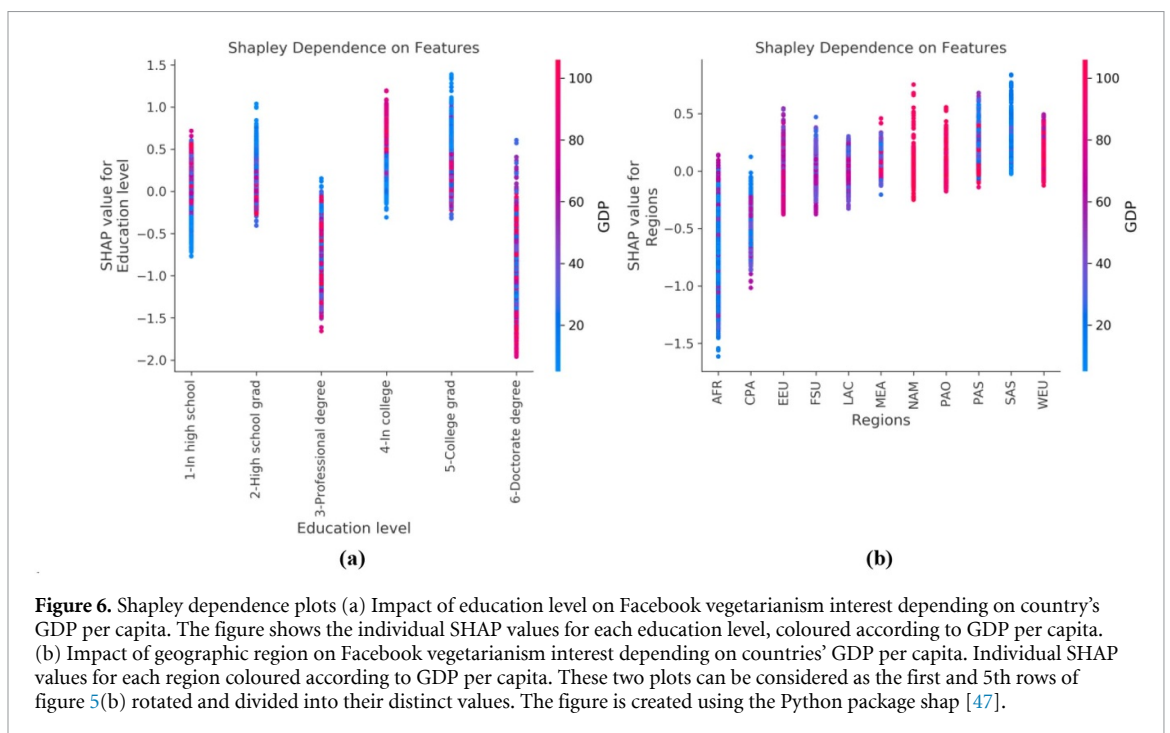 Shapley Dependence on Features
1.5
1.0
0.5
0.0
−0.5
−1.0
−1.5
−2.0
SHAP value for
Education level
1-In high school
2-High school grad
3-Professional degree
4-In college
5-College grad
6-Doctorate degree
Education level
100
80
60
40
20
GDP
(a)
Shapley Dependence on Features
0.5
0.0
−0.5
−1.0
−1.5
SHAP value for
Regions
AFR
CPA
EEU
FSU
LAC
MEA
NAM
PAO
PAS
SAS
WEU
Regions
100
80
60
40
20
GDP
(b)
Figure 6. Shapley dependence plots (a) Impact of education level on Facebook vegetarianism interest depending on country's
GDP per capita. The figure shows the individual SHAP values for each education level, coloured according to GDP per capita.
(b) Impact of geographic region on Facebook vegetarianism interest depending on countries' GDP per capita. Individual SHAP
values for each region coloured according to GDP per capita. These two plots can be considered as the first and 5th rows of
figure 5(b) rotated and divided into their distinct values. The figure is created using the Python package shap [47].